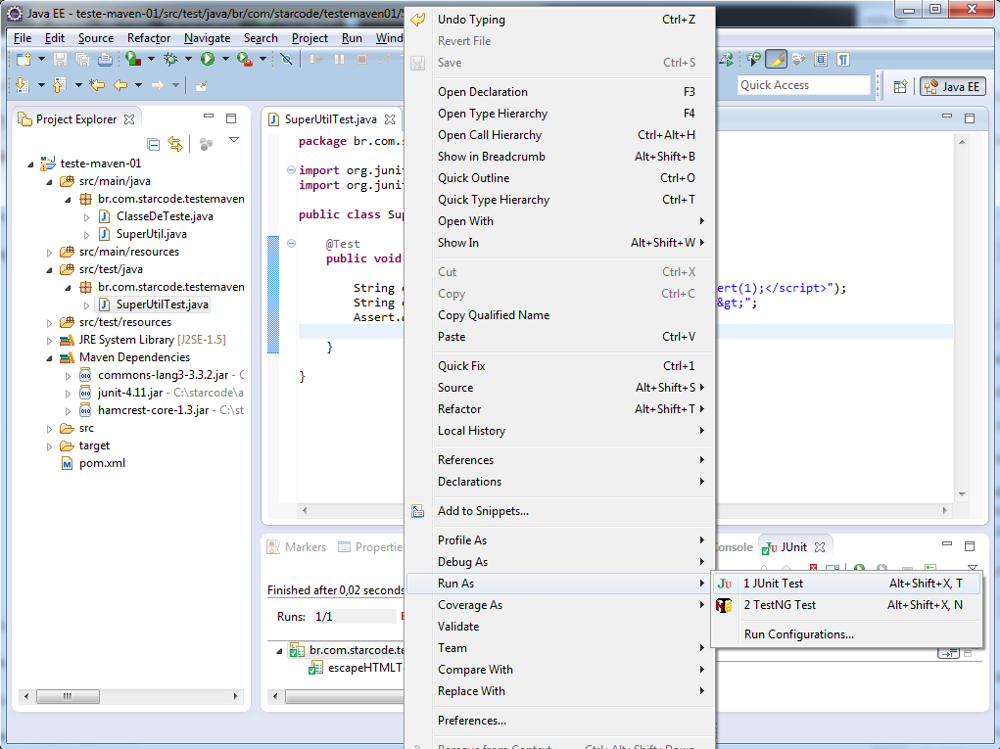 Java EE - teste-maven-01/src/test/java/br/com/starcode/testemaven01/
File Edit Source Refactor Navigate Search Project Run Wind
Quick Access
Java EE
Project Explorer
teste-maven-01
src/main/java
br.com.starcode.testemaven
ClasseDeTeste.java
SuperUtil.java
src/main/resources
src/test/java
br.com.starcode.testemaven
SuperUtilTest.java
src/test/resources
JRE System Library [J2SE-1.5]
Maven Dependencies
commons-lang3-3.3.2.jar - C
junit-4.11.jar - C:\starcode\a
hamcrest-core-1.3.jar - C:\st
src
target
pom.xml
SuperUtilTest.java
package br.com.s
import org.junit
import org.junit
public class Sup
@Test
public void
String
ert(1);</script>");
String
&gt;";
Assert.
}
}
Undo Typing Ctrl+Z
Revert File
Save Ctrl+S
Open Declaration F3
Open Type Hierarchy F4
Open Call Hierarchy Ctrl+Alt+H
Show in Breadcrumb Alt+Shift+B
Quick Outline Ctrl+O
Quick Type Hierarchy Ctrl+T
Open With
Show In Alt+Shift+W
Cut Ctrl+X
Copy Ctrl+C
Copy Qualified Name
Paste Ctrl+V
Quick Fix Ctrl+1
Source Alt+Shift+S
Refactor Alt+Shift+T
Local History
References
Declarations
Add to Snippets...
Profile As
Debug As
Run As
Coverage As
Validate
Team
Compare With
Replace With
Preferences...
Remove from Context Ctrl+Alt+Shift+Down
1 JUnit Test Alt+Shift+X, T
2 TestNG Test Alt+Shift+X, N
Run Configurations...
Markers Propertie
onsole JUnit
Finished after 0,02 seconds
Runs: 1/1
br.com.starcode.te
escapeHTMLT